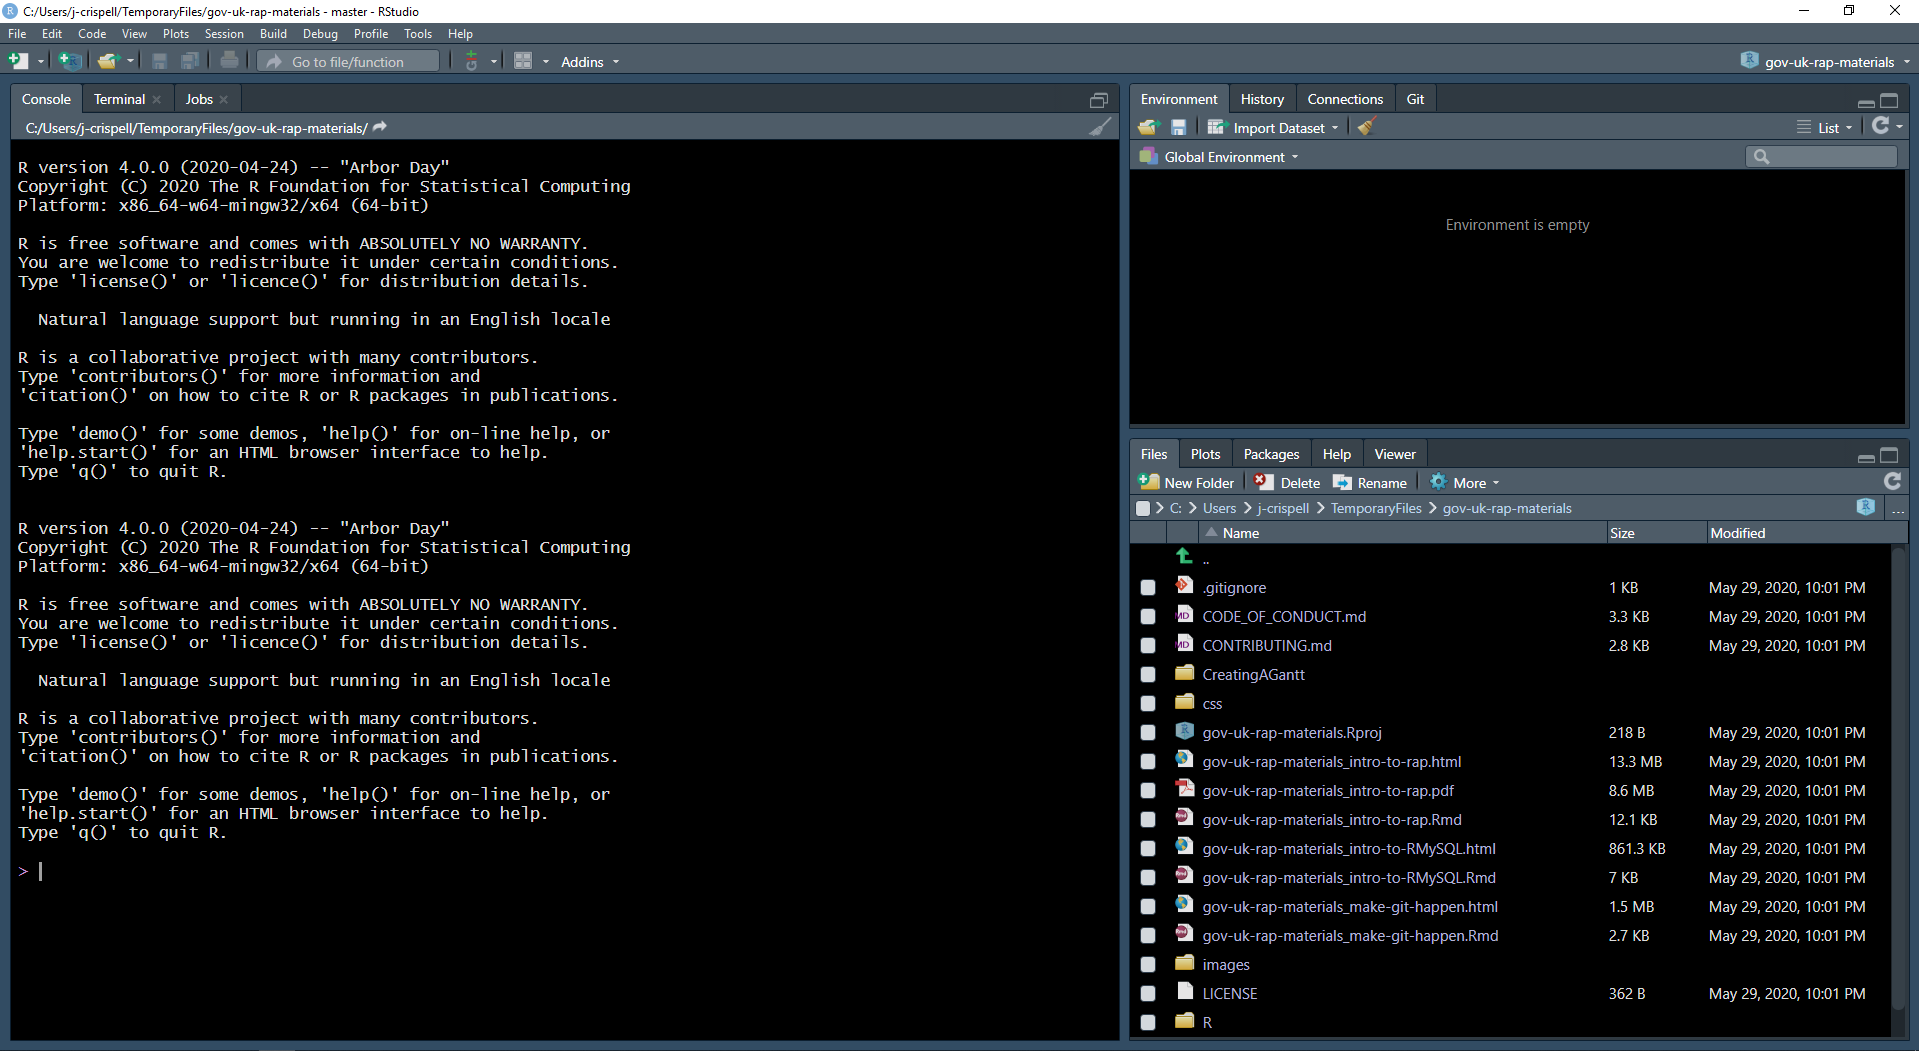 C:/Users/j-crispell/TemporaryFiles/gov-uk-rap-materials - master - RStudio
File Edit Code View Plots Session Build Debug Profile Tools Help
Go to file/function Addins gov-uk-rap-materials
Console Terminal Jobs
C:/Users/j-crispell/TemporaryFiles/gov-uk-rap-materials/
R version 4.0.0 (2020-04-24) -- "Arbor Day"
Copyright (C) 2020 The R Foundation for Statistical Computing
Platform: x86_64-w64-mingw32/x64 (64-bit)
R is free software and comes with ABSOLUTELY NO WARRANTY.
You are welcome to redistribute it under certain conditions.
Type 'license()' or 'licence()' for distribution details.
Natural language support but running in an English locale
R is a collaborative project with many contributors.
Type 'contributors()' for more information and
'citation()' on how to cite R or R packages in publications.
Type 'demo()' for some demos, 'help()' for on-line help, or
'help.start()' for an HTML browser interface to help.
Type 'q()' to quit R.
R version 4.0.0 (2020-04-24) -- "Arbor Day"
Copyright (C) 2020 The R Foundation for Statistical Computing
Platform: x86_64-w64-mingw32/x64 (64-bit)
R is free software and comes with ABSOLUTELY NO WARRANTY.
You are welcome to redistribute it under certain conditions.
Type 'license()' or 'licence()' for distribution details.
Natural language support but running in an English locale
R is a collaborative project with many contributors.
Type 'contributors()' for more information and
'citation()' on how to cite R or R packages in publications.
Type 'demo()' for some demos, 'help()' for on-line help, or
'help.start()' for an HTML browser interface to help.
Type 'q()' to quit R.
>
Environment History Connections Git
Import Dataset List
Global Environment
Environment is empty
Files Plots Packages Help Viewer
New Folder Delete Rename More
C: > Users > j-crispell > TemporaryFiles > gov-uk-rap-materials ...
Name Size Modified
..
.gitignore 1 KB May 29, 2020, 10:01 PM
CODE_OF_CONDUCT.md 3.3 KB May 29, 2020, 10:01 PM
CONTRIBUTING.md 2.8 KB May 29, 2020, 10:01 PM
CreatingAGantt
css
gov-uk-rap-materials.Rproj 218 B May 29, 2020, 10:01 PM
gov-uk-rap-materials_intro-to-rap.html 13.3 MB May 29, 2020, 10:01 PM
gov-uk-rap-materials_intro-to-rap.pdf 8.6 MB May 29, 2020, 10:01 PM
gov-uk-rap-materials_intro-to-rap.Rmd 12.1 KB May 29, 2020, 10:01 PM
gov-uk-rap-materials_intro-to-RMySQL.html 861.3 KB May 29, 2020, 10:01 PM
gov-uk-rap-materials_intro-to-RMySQL.Rmd 7 KB May 29, 2020, 10:01 PM
gov-uk-rap-materials_make-git-happen.html 1.5 MB May 29, 2020, 10:01 PM
gov-uk-rap-materials_make-git-happen.Rmd 2.7 KB May 29, 2020, 10:01 PM
images
LICENSE 362 B May 29, 2020, 10:01 PM
R